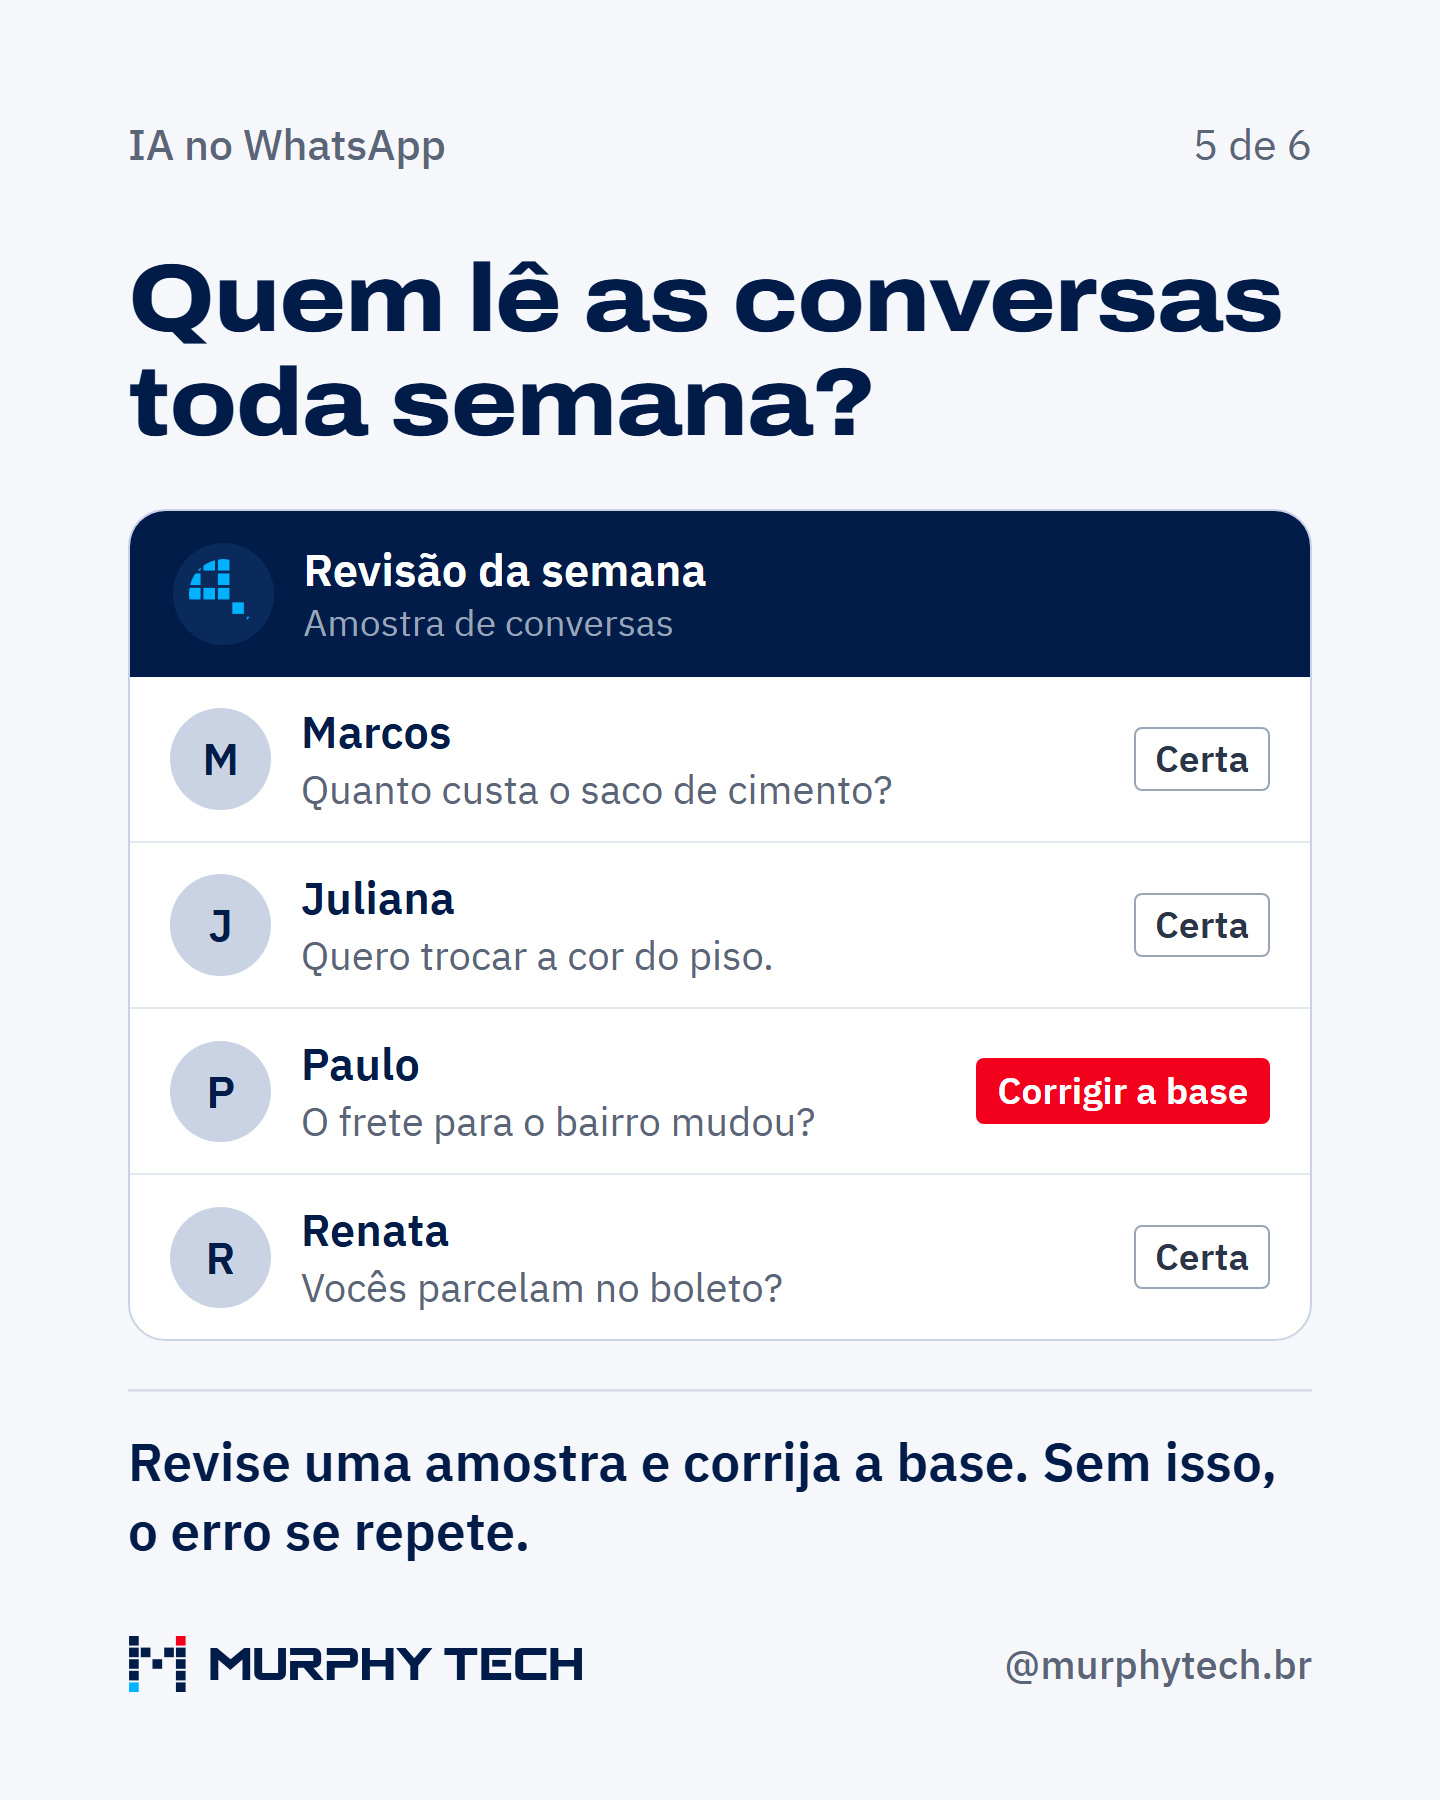 IA no WhatsApp
5 de 6
Quem lê as conversas
toda semana?
Revisão da semana
Amostra de conversas
M
Marcos
Quanto custa o saco de cimento?
Certa
J
Juliana
Quero trocar a cor do piso.
Certa
P
Paulo
O frete para o bairro mudou?
Corrigir a base
R
Renata
Vocês parcelam no boleto?
Certa
Revise uma amostra e corrija a base. Sem isso,
o erro se repete.
MURPHY TECH
@murphytech.br